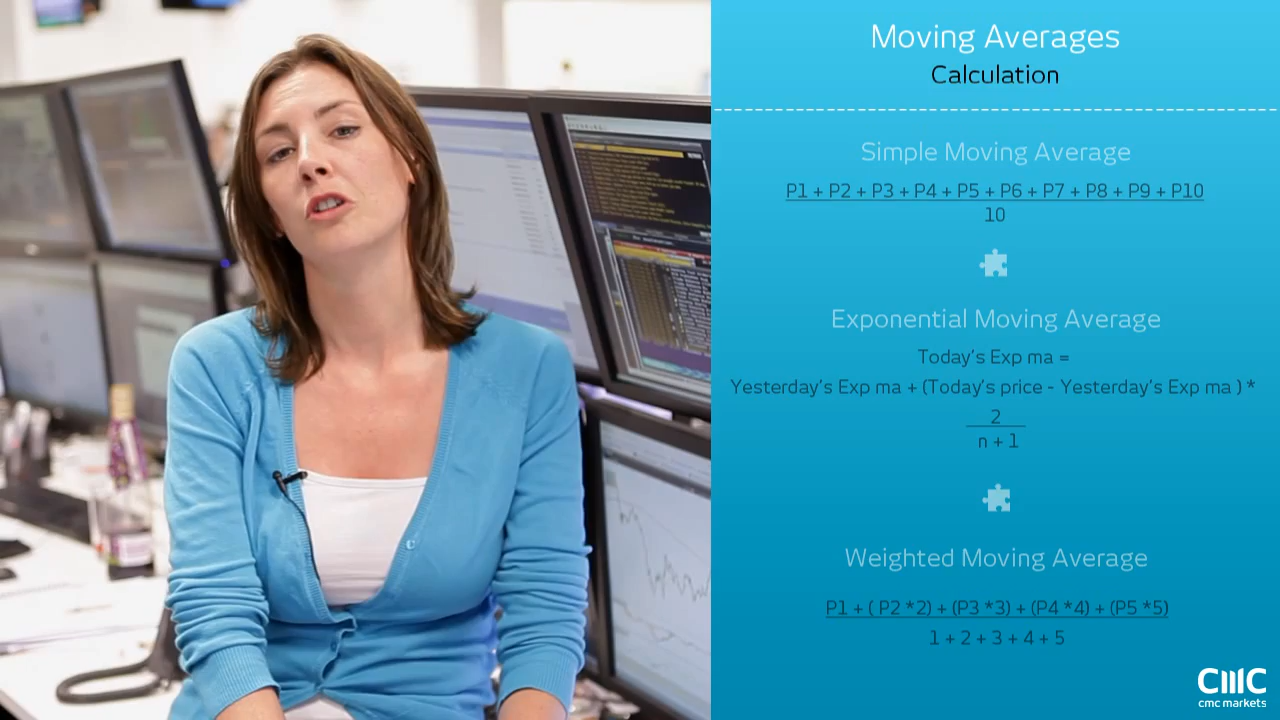 Moving Averages
Calculation
Simple Moving Average
P1 + P2 + P3 + P4 + P5 + P6 + P7 + P8 + P9 + P10
10
Exponential Moving Average
Today's Exp ma =
Yesterday's Exp ma + (Today's price - Yesterday's Exp ma ) *
2
n + 1
Weighted Moving Average
P1 + ( P2 *2) + (P3 *3) + (P4 *4) + (P5 *5)
1 + 2 + 3 + 4 + 5
cmc
cmc markets